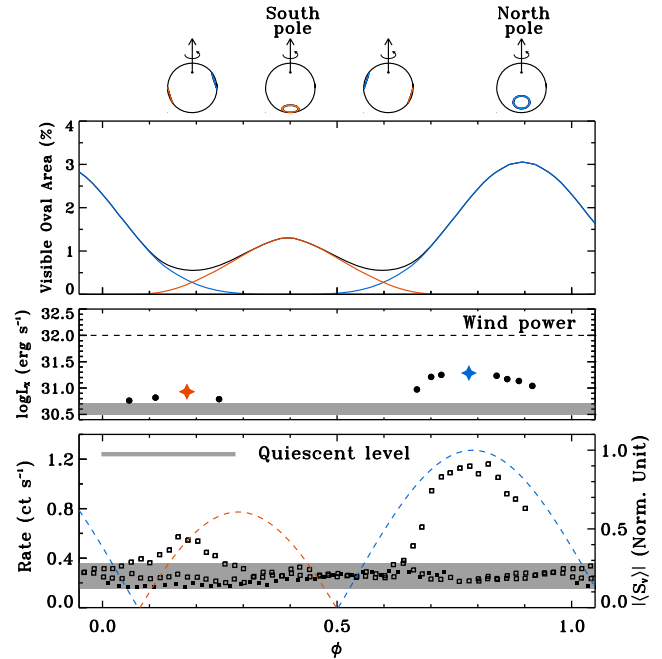 South pole
North pole
Visible Oval Area (%)
4
3
2
1
0
logLx (erg s⁻¹)
32.5
32.0
31.5
31.0
30.5
Wind power
Rate (ct s⁻¹)
1.2
0.8
0.4
0.0
Quiescent level
1.0
0.5
0.0
|⟨Sv⟩| (Norm. Unit)
0.0
0.5
1.0
ϕ